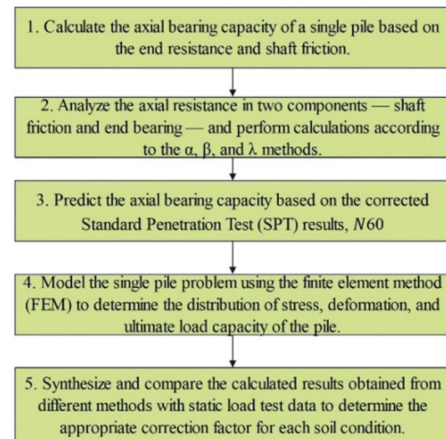 1. Calculate the axial bearing capacity of a single pile based on
the end resistance and shaft friction.
2. Analyze the axial resistance in two components — shaft
friction and end bearing — and perform calculations according
to the α, β, and λ methods.
3. Predict the axial bearing capacity based on the corrected
Standard Penetration Test (SPT) results, N60
4. Model the single pile problem using the finite element method
(FEM) to determine the distribution of stress, deformation, and
ultimate load capacity of the pile.
5. Synthesize and compare the calculated results obtained from
different methods with static load test data to determine the
appropriate correction factor for each soil condition.